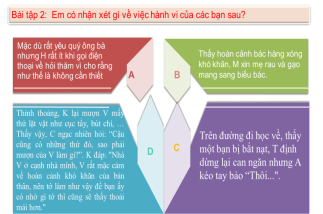 Bài tập 2: Em có nhận xét gì về việc hành vi của các bạn sau?
Mặc dù rất yêu quý ông bà
nhưng H rất ít khi gọi điện
thoại về hỏi thăm vì cho rằng
như thế là không cần thiết
A
B
Thấy hoàn cảnh bác hàng xóm
khó khăn, M xin mẹ rau và gạo
mang sang biếu bác.
Thỉnh thoảng, K lại mượn V mấy
thứ lặt vặt như cục tẩy, bút chì, …
Thấy vậy, C ngạc nhiên hỏi: "Cậu
cũng có những thứ đó, sao phải
mượn của V làm gì?". K đáp: "Nhà
V ở cạnh nhà mình, V rất mặc cảm
về hoàn cảnh khó khăn của bản
thân, nên tớ làm như vậy để bạn ấy
có nhờ gì tớ thì cũng sẽ thấy thoải
mái hơn."
D
C
Trên đường đi học về, thấy
một bạn bị bắt nạt, T định
dừng lại can ngăn nhưng A
kéo tay bảo “Thôi...".